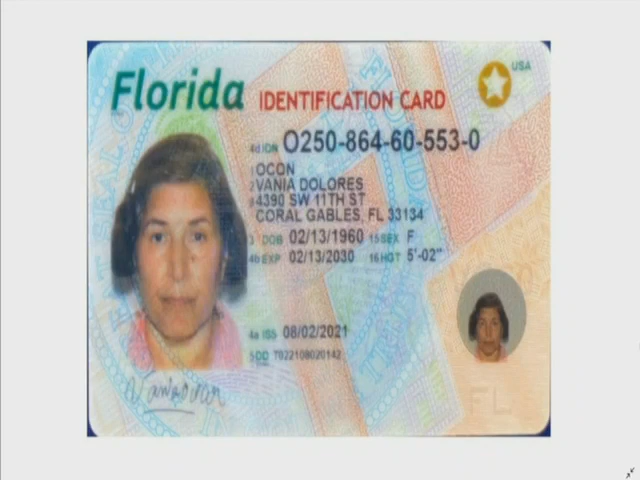 Florida IDENTIFICATION CARD
USA
4d IDN O250-864-60-553-0
1 OCON
2 VANIA DOLORES
8 4390 SW 11TH ST
CORAL GABLES, FL 33134
3 DOB 02/13/1960 15 SEX F
4b EXP 02/13/2030 16 HGT 5'-02"
4a ISS 08/02/2021
5 DD T022108020142
FL